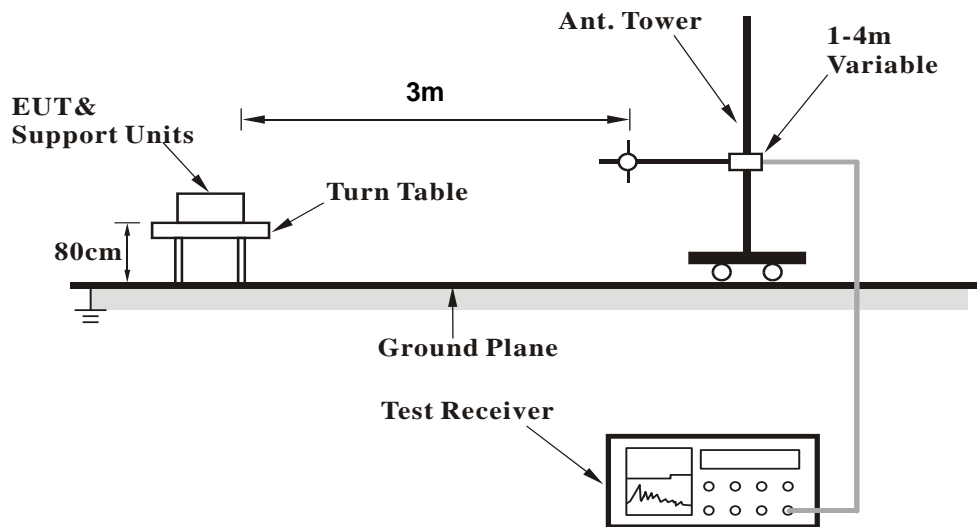 Ant. Tower
1-4m
Variable
3m
EUT&
Support Units
Turn Table
80cm
Ground Plane
Test Receiver